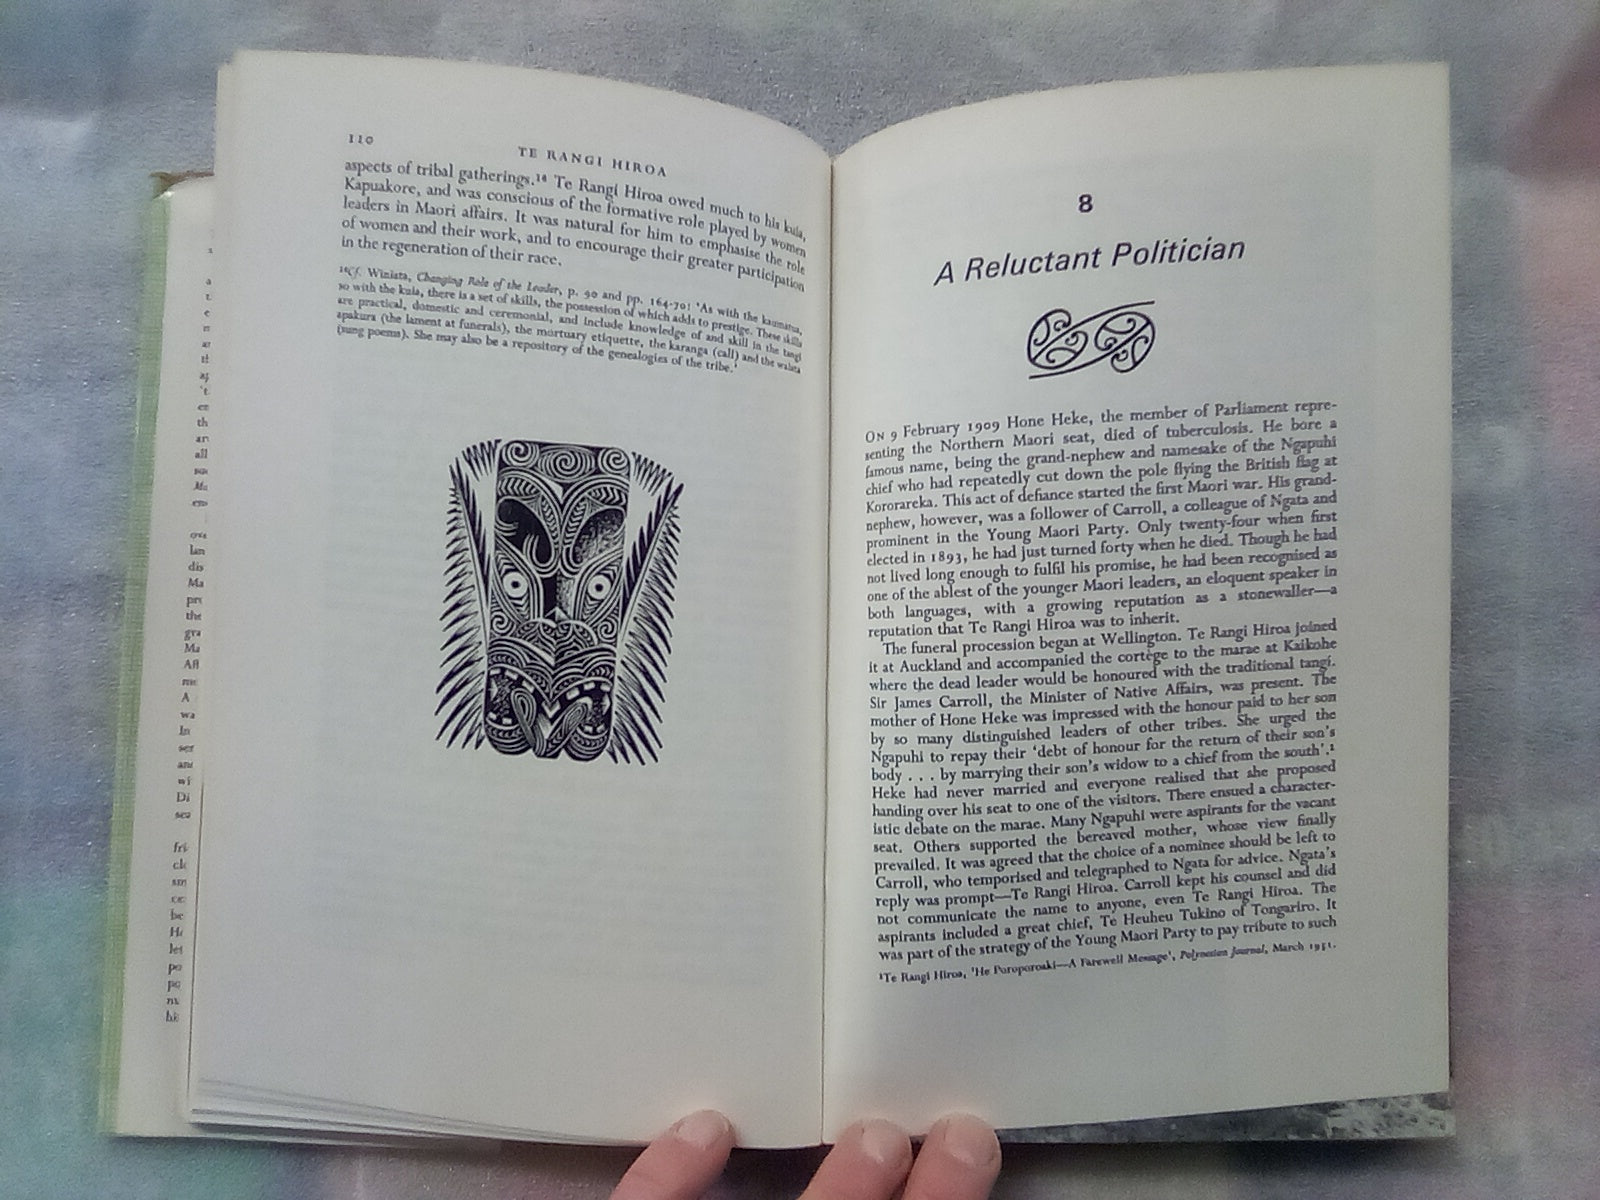 110
TE RANGI HIROA
aspects of tribal gatherings.¹⁸ Te Rangi Hiroa owed much to his kuia,
Kapuakore, and was conscious of the formative role played by women
leaders in Maori affairs. It was natural for him to emphasise the role
of women and their work, and to encourage their greater participation
in the regeneration of their race.
Cf. Winiata, Changing Role of the Leader, p. 90 and pp. 164-70: 'As with the kaumatua,
so with the kuia, there is a set of skills, the possession of which adds to prestige. These skills
are practical, domestic and ceremonial, and include knowledge of and skill in the tangi
apakura (the lament at funerals), the mortuary etiquette, the karanga (call) and the waiata
(sung poems). She may also be a repository of the genealogies of the tribe.'
8
A Reluctant Politician
ON 9 February 1909 Hone Heke, the member of Parliament repre-
senting the Northern Maori seat, died of tuberculosis. He bore a
famous name, being the grand-nephew and namesake of the Ngapuhi
chief who had repeatedly cut down the pole flying the British flag at
Kororareka. This act of defiance started the first Maori war. His grand-
nephew, however, was a follower of Carroll, a colleague of Ngata and
prominent in the Young Maori Party. Only twenty-four when first
elected in 1893, he had just turned forty when he died. Though he had
not lived long enough to fulfil his promise, he had been recognised as
one of the ablest of the younger Maori leaders, an eloquent speaker in
both languages, with a growing reputation as a stonewaller—a
reputation that Te Rangi Hiroa was to inherit.
The funeral procession began at Wellington. Te Rangi Hiroa joined
it at Auckland and accompanied the cortège to the marae at Kaikohe
where the dead leader would be honoured with the traditional tangi.
Sir James Carroll, the Minister of Native Affairs, was present. The
mother of Hone Heke was impressed with the honour paid to her son
by so many distinguished leaders of other tribes. She urged the
Ngapuhi to repay their 'debt of honour for the return of their son's
body . . . by marrying their son's widow to a chief from the south'.¹
Heke had never married and everyone realised that she proposed
handing over his seat to one of the visitors. There ensued a character-
istic debate on the marae. Many Ngapuhi were aspirants for the vacant
seat. Others supported the bereaved mother, whose view finally
prevailed. It was agreed that the choice of a nominee should be left to
Carroll, who temporised and telegraphed to Ngata for advice. Ngata's
reply was prompt—Te Rangi Hiroa. Carroll kept his counsel and did
not communicate the name to anyone, even Te Rangi Hiroa. The
aspirants included a great chief, Te Heuheu Tukino of Tongariro. It
was part of the strategy of the Young Maori Party to pay tribute to such
¹Te Rangi Hiroa, 'He Poroporoaki—A Farewell Message', Polynesian Journal, March 1951.